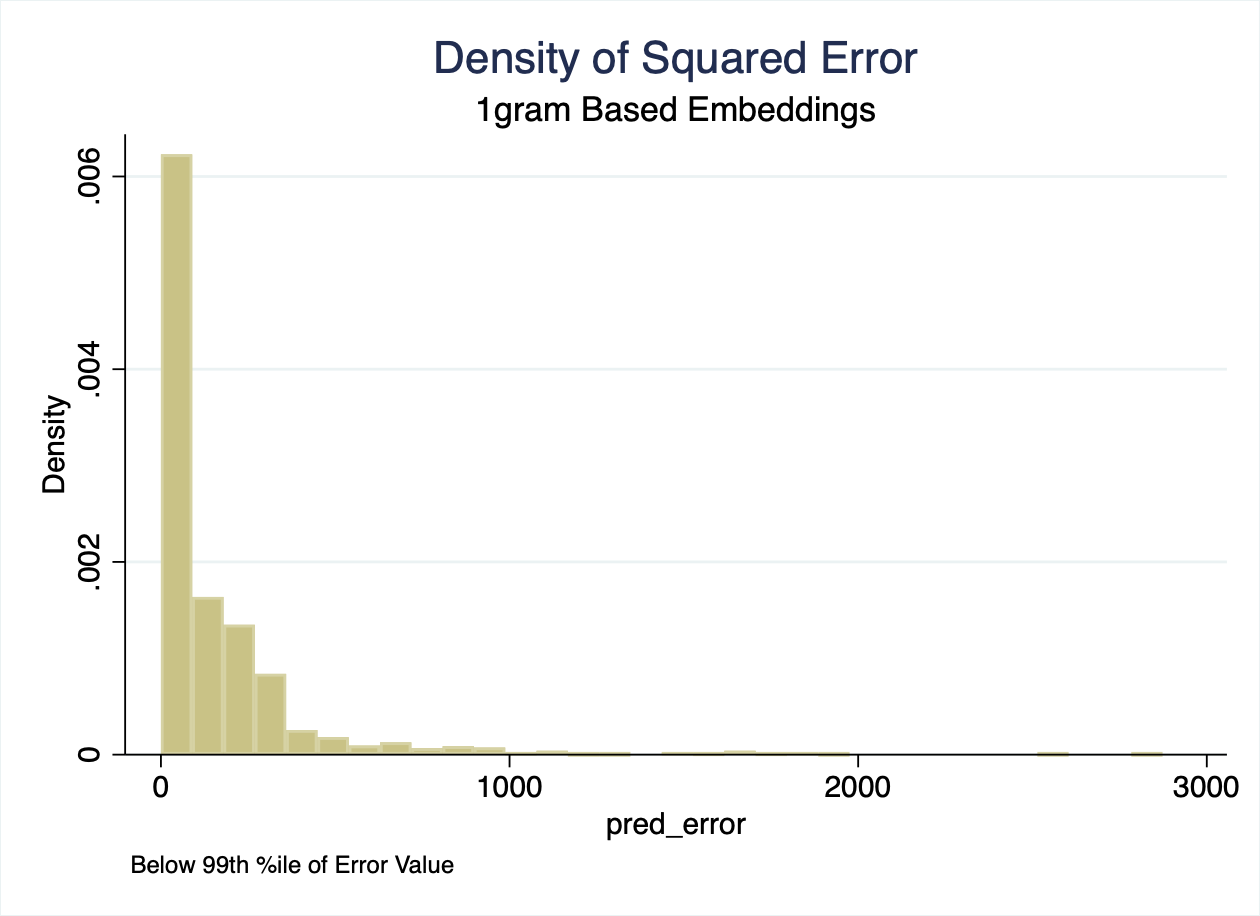 Density of Squared Error
1gram Based Embeddings
Density
.006
.004
.002
0
0 1000 2000 3000
pred_error
Below 99th %ile of Error Value